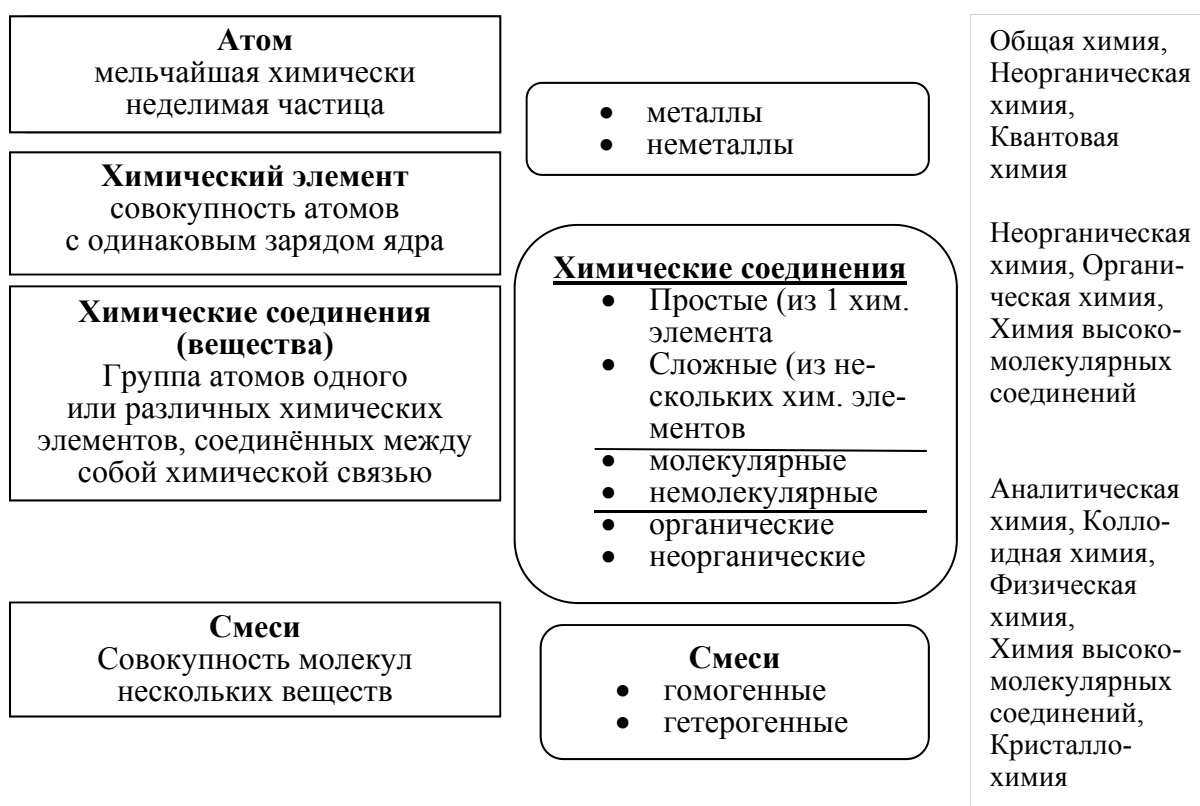 Атом
мельчайшая химически
неделимая частица
Химический элемент
совокупность атомов
с одинаковым зарядом ядра
Химические соединения
(вещества)
Группа атомов одного
или различных химических
элементов, соединённых между
собой химической связью
Смеси
Совокупность молекул
нескольких веществ
• металлы
• неметаллы
Химические соединения
• Простые (из 1 хим.
элемента
• Сложные (из не-
скольких хим. эле-
ментов
• молекулярные
• немолекулярные
• органические
• неорганические
Смеси
• гомогенные
• гетерогенные
Общая химия,
Неорганическая
химия,
Квантовая
химия
Неорганическая
химия, Органи-
ческая химия,
Химия высоко-
молекулярных
соединений
Аналитическая
химия, Колло-
идная химия,
Физическая
химия,
Химия высоко-
молекулярных
соединений,
Кристалло-
химия